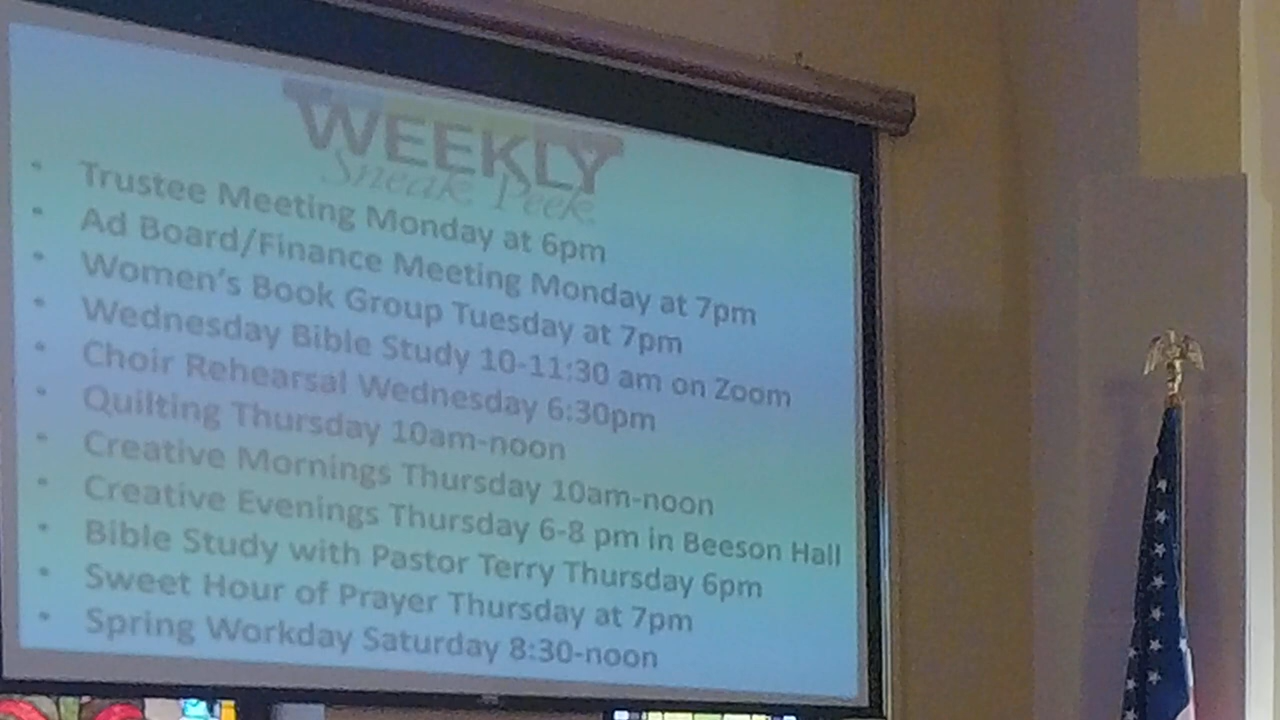 WEEKLY
Sneak Peek
• Trustee Meeting Monday at 6pm
• Ad Board/Finance Meeting Monday at 7pm
• Women's Book Group Tuesday at 7pm
• Wednesday Bible Study 10-11:30 am on Zoom
• Choir Rehearsal Wednesday 6:30pm
• Quilting Thursday 10am-noon
• Creative Mornings Thursday 10am-noon
• Creative Evenings Thursday 6-8 pm in Beeson Hall
• Bible Study with Pastor Terry Thursday 6pm
• Sweet Hour of Prayer Thursday at 7pm
• Spring Workday Saturday 8:30-noon